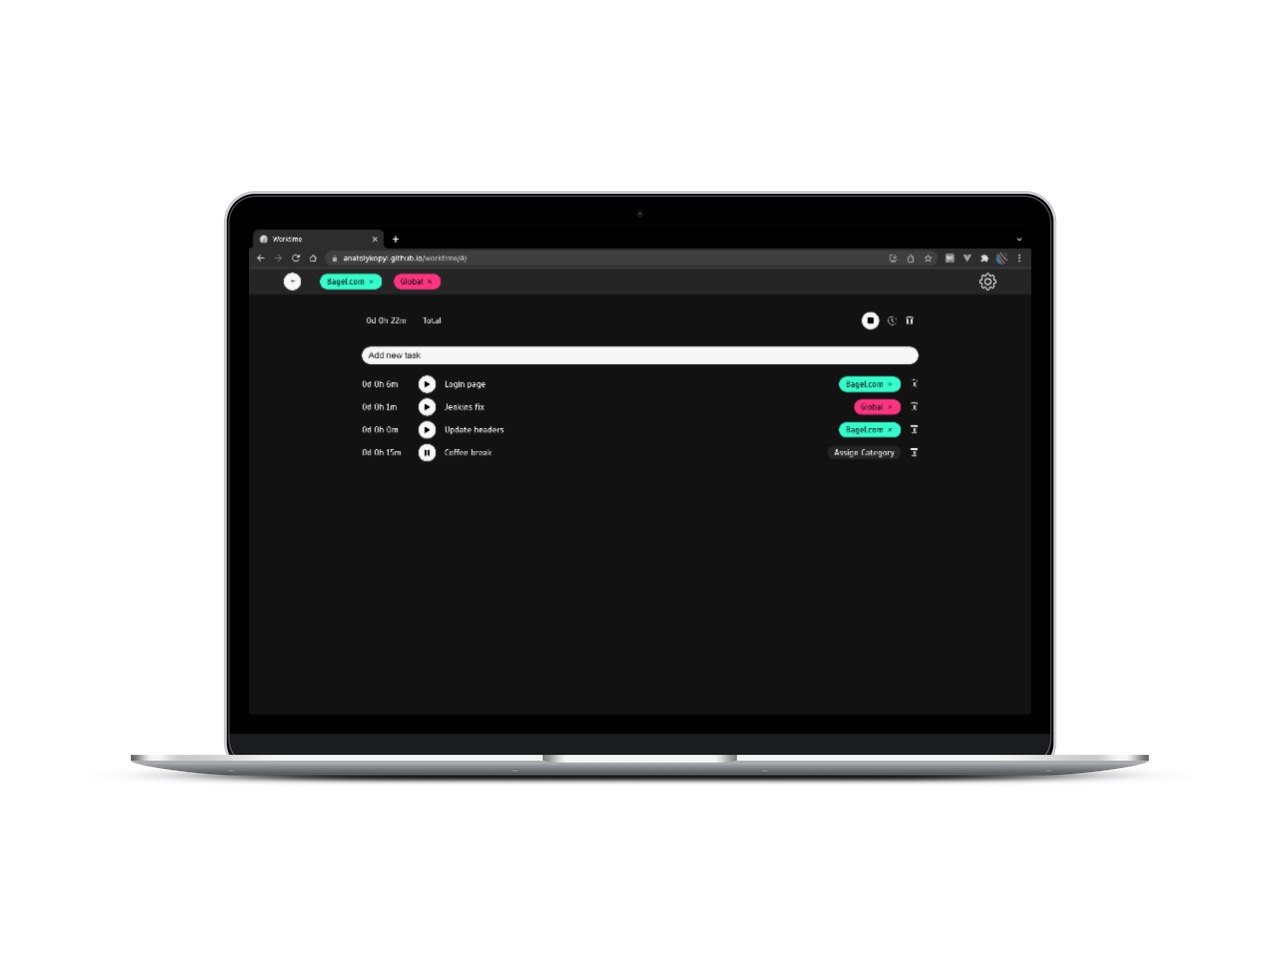 Worktime
anatolykopyl.github.io/worktime/#/
Bagel.com × Global ×
0d 0h 22m Total
Add new task
0d 0h 6m Login page Bagel.com ×
0d 0h 1m Jenkins fix Global ×
0d 0h 0m Update headers Bagel.com ×
0d 0h 15m Coffee break Assign Category